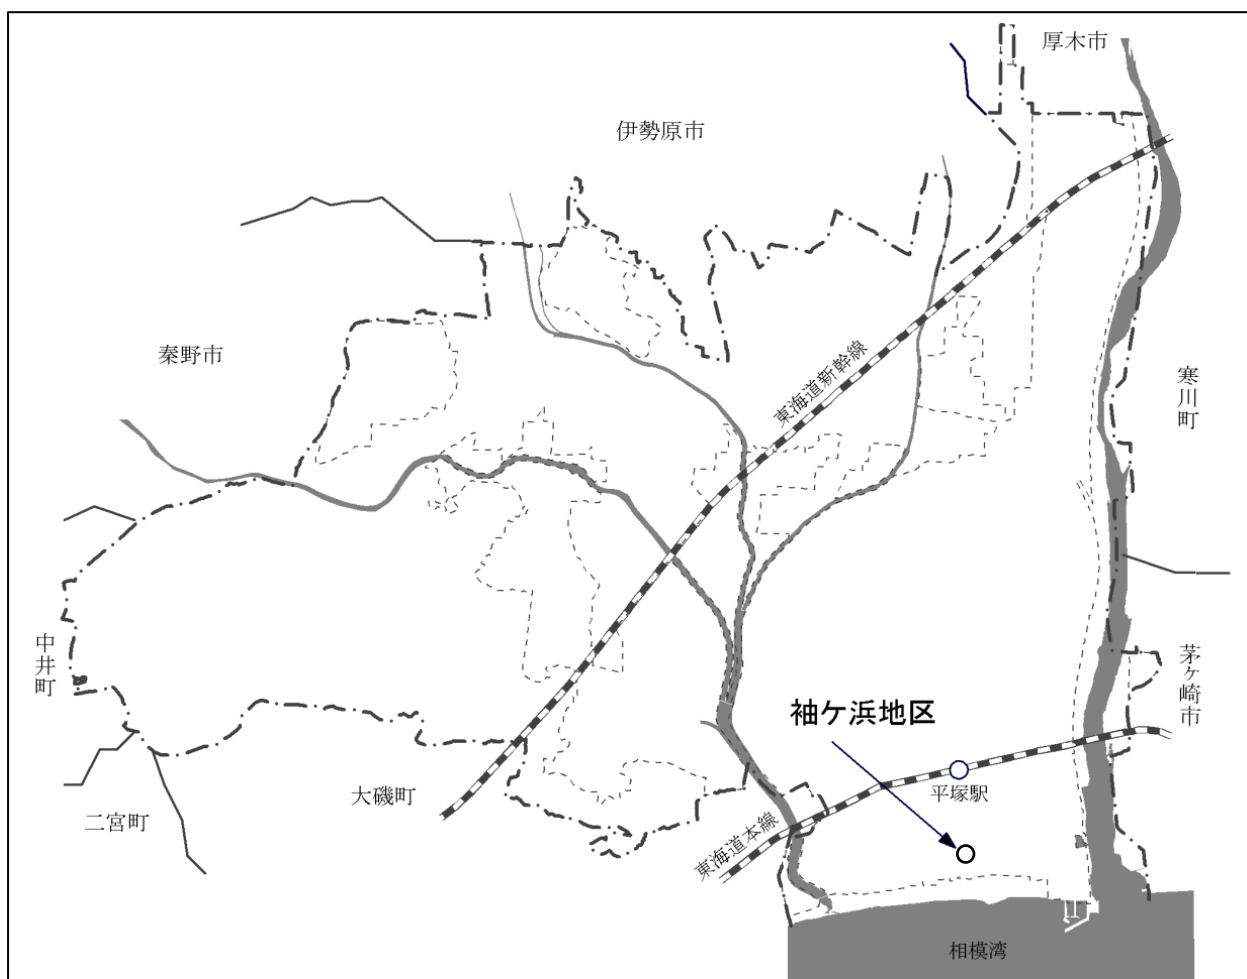 厚木市
伊勢原市
秦野市
東海道新幹線
寒川町
中井町
茅ヶ崎市
袖ケ浜地区
平塚駅
大磯町
二宮町
東海道本線
相模湾